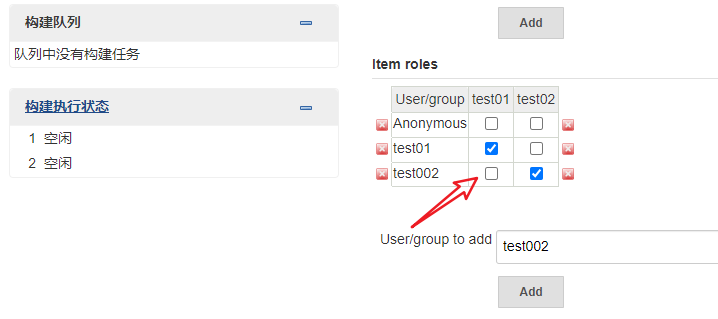 构建队列
队列中没有构建任务
构建执行状态
1 空闲
2 空闲
Add
Item roles
User/group test01 test02
Anonymous
test01
test002
User/group to add test002
Add